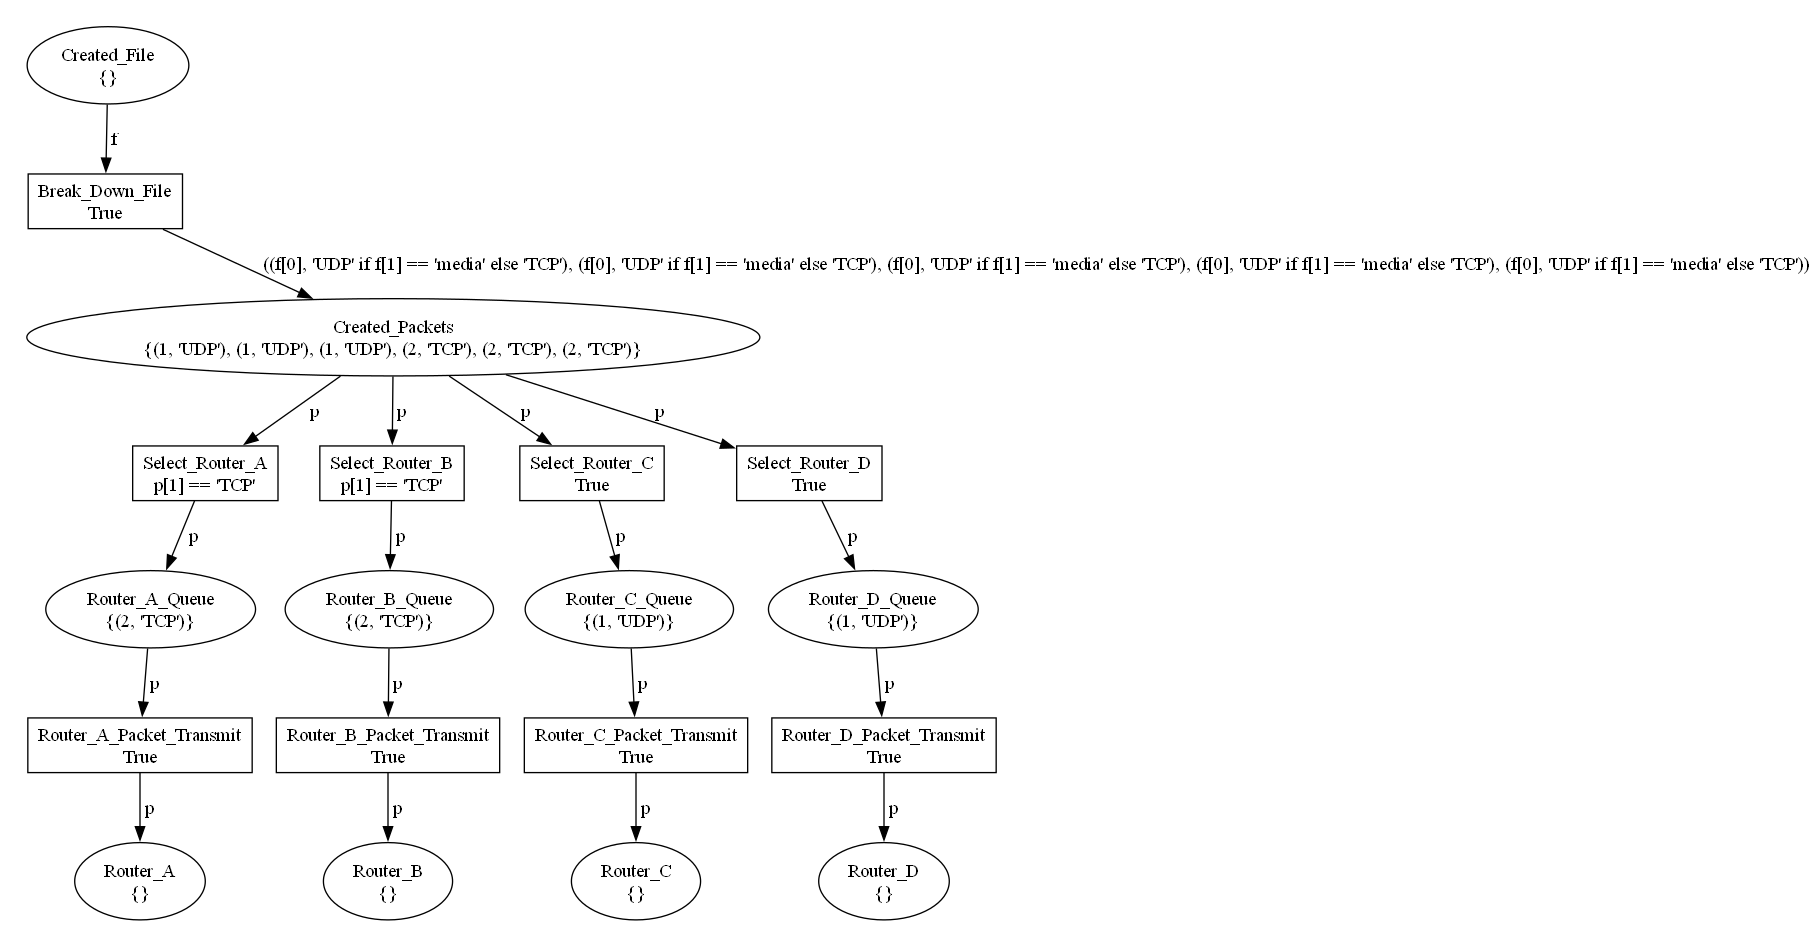 Created_File
{}
f
Break_Down_File
True
((f[0], 'UDP' if f[1] == 'media' else 'TCP'), (f[0], 'UDP' if f[1] == 'media' else 'TCP'), (f[0], 'UDP' if f[1] == 'media' else 'TCP'), (f[0], 'UDP' if f[1] == 'media' else 'TCP'), (f[0], 'UDP' if f[1] == 'media' else 'TCP'))
Created_Packets
{(1, 'UDP'), (1, 'UDP'), (1, 'UDP'), (2, 'TCP'), (2, 'TCP'), (2, 'TCP')}
p
p
p
p
Select_Router_A
p[1] == 'TCP'
Select_Router_B
p[1] == 'TCP'
Select_Router_C
True
Select_Router_D
True
p
p
p
p
Router_A_Queue
{(2, 'TCP')}
Router_B_Queue
{(2, 'TCP')}
Router_C_Queue
{(1, 'UDP')}
Router_D_Queue
{(1, 'UDP')}
p
p
p
p
Router_A_Packet_Transmit
True
Router_B_Packet_Transmit
True
Router_C_Packet_Transmit
True
Router_D_Packet_Transmit
True
p
p
p
p
Router_A
{}
Router_B
{}
Router_C
{}
Router_D
{}